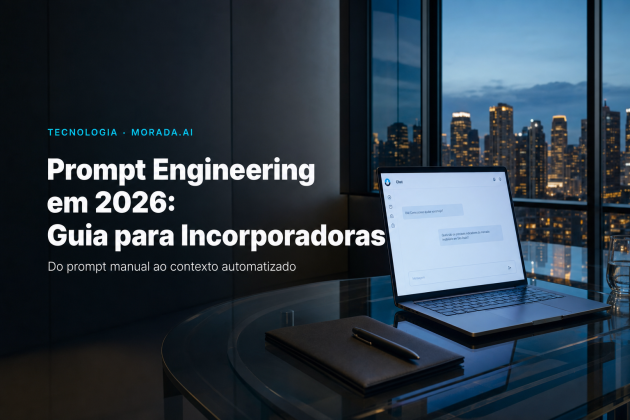 TECNOLOGIA · MORADA.AI
Prompt Engineering
em 2026:
Guia para Incorporadoras
Do prompt manual ao contexto automatizado